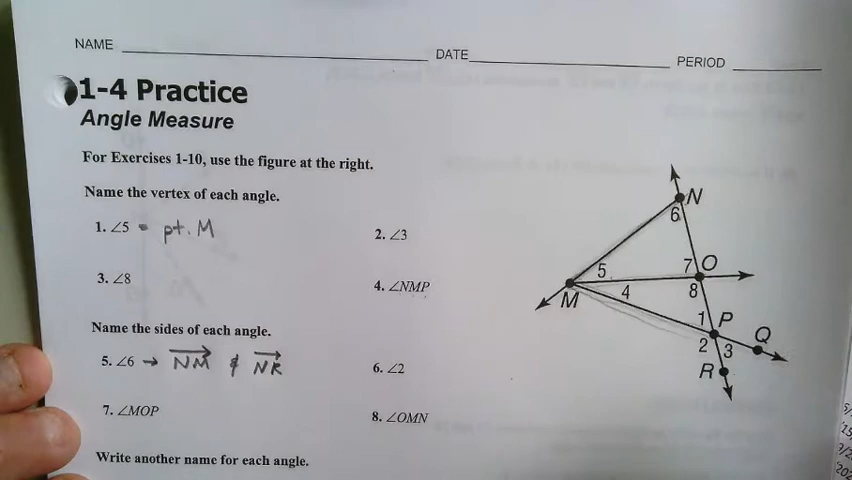 NAME DATE PERIOD
1-4 Practice
Angle Measure
For Exercises 1-10, use the figure at the right.
Name the vertex of each angle.
1. ∠5 = pt. M
2. ∠3
3. ∠8
4. ∠NMP
Name the sides of each angle.
5. ∠6 → NM & NR
6. ∠2
7. ∠MOP
8. ∠OMN
Write another name for each angle.
N
6
7 O
5
M
4
8
1 P
Q
2 3
R